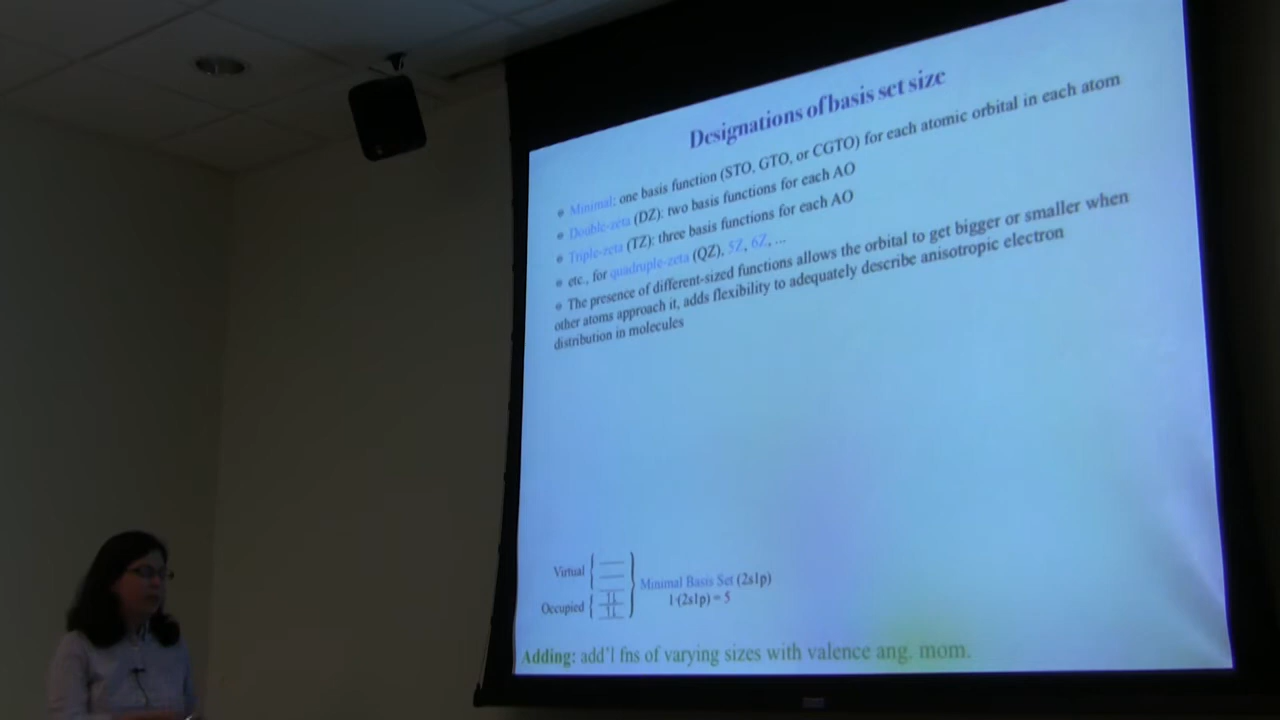 Designations of basis set size
Minimal: one basis function (STO, GTO, or CGTO) for each atomic orbital in each atom
Double-zeta (DZ): two basis functions for each AO
Triple-zeta (TZ): three basis functions for each AO
etc., for quadruple-zeta (QZ), 5Z, 6Z, ...
The presence of different-sized functions allows the orbital to get bigger or smaller when
other atoms approach it, adds flexibility to adequately describe anisotropic electron
distribution in molecules
Virtual
Minimal Basis Set (2s1p)
Occupied
1·(2s1p) = 5
Adding: add'l fns of varying sizes with valence ang. mom.